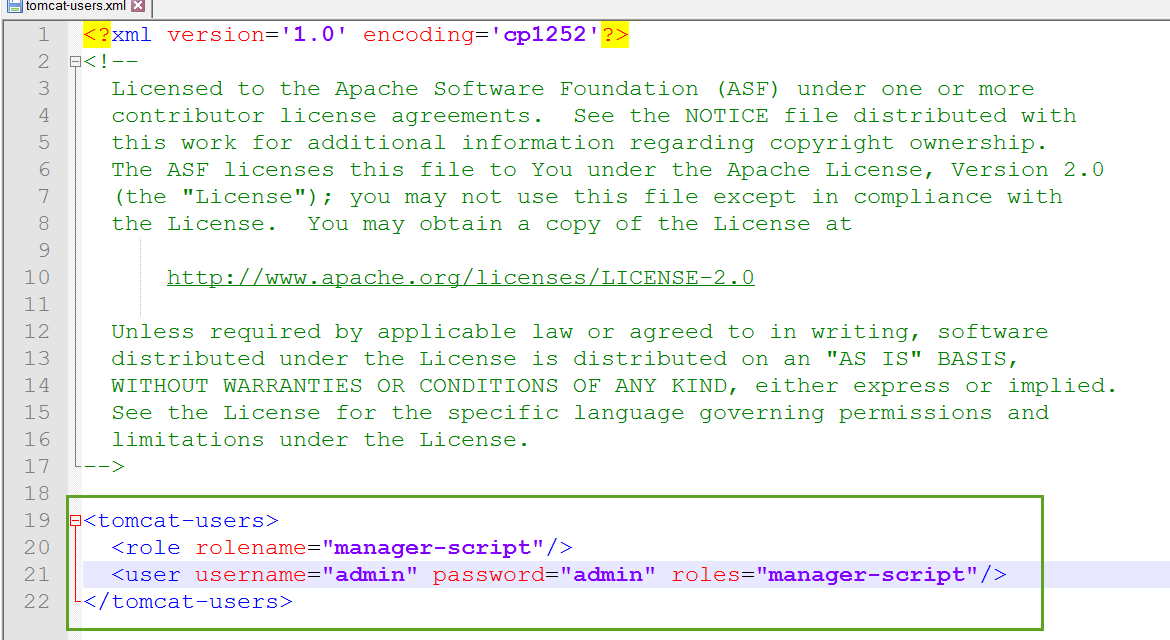 tomcat-users.xml
1 <?xml version='1.0' encoding='cp1252'?>
2 <!--
3 Licensed to the Apache Software Foundation (ASF) under one or more
4 contributor license agreements.  See the NOTICE file distributed with
5 this work for additional information regarding copyright ownership.
6 The ASF licenses this file to You under the Apache License, Version 2.0
7 (the "License"); you may not use this file except in compliance with
8 the License.  You may obtain a copy of the License at
9
10 http://www.apache.org/licenses/LICENSE-2.0
11
12 Unless required by applicable law or agreed to in writing, software
13 distributed under the License is distributed on an "AS IS" BASIS,
14 WITHOUT WARRANTIES OR CONDITIONS OF ANY KIND, either express or implied.
15 See the License for the specific language governing permissions and
16 limitations under the License.
17 -->
18
19 <tomcat-users>
20 <role rolename="manager-script"/>
21 <user username="admin" password="admin" roles="manager-script"/>
22 </tomcat-users>